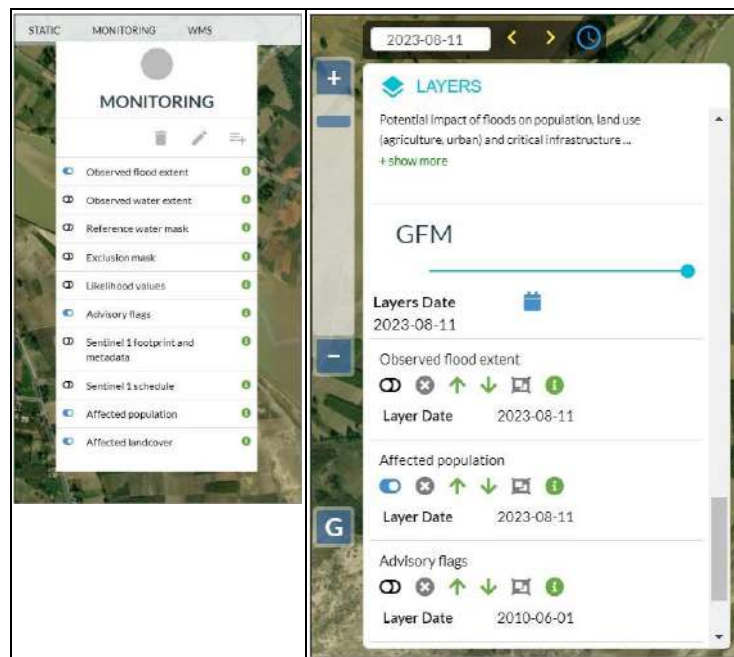 STATIC MONITORING WMS
MONITORING
Observed flood extent
Observed water extent
Reference water mask
Exclusion mask
Likelihood values
Advisory flags
Sentinel 1 footprint and
metadata
Sentinel 1 schedule
Affected population
Affected landcover
2023-08-11
LAYERS
Potential impact of floods on population, land use
(agriculture, urban) and critical infrastructure ...
+ show more
GFM
Layers Date
2023-08-11
Observed flood extent
Layer Date 2023-08-11
Affected population
Layer Date 2023-08-11
Advisory flags
Layer Date 2010-06-01
G